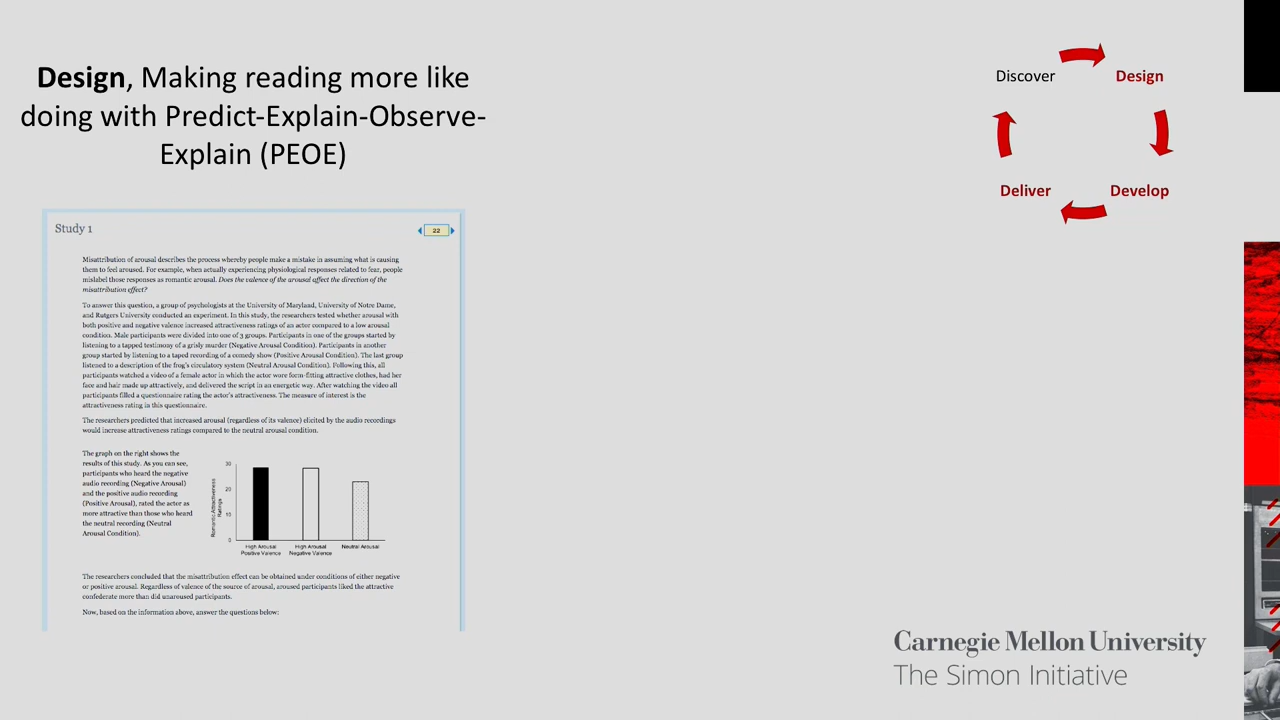 Design, Making reading more like
doing with Predict-Explain-Observe-
Explain (PEOE)
Discover
Design
Deliver
Develop
Study 1
22
Misattribution of arousal describes the process whereby people make a mistake in assuming what is causing
them to feel aroused. For example, when actually experiencing physiological responses related to fear, people
mislabel those responses as romantic arousal. Does the valence of the arousal affect the direction of the
misattribution effect?
To answer this question, a group of psychologists at the University of Maryland, University of Notre Dame,
and Rutgers University conducted an experiment. In this study, the researchers tested whether arousal with
both positive and negative valence increased attractiveness ratings of an actor compared to a low arousal
condition. Male participants were divided into one of 3 groups. Participants in one of the groups started by
listening to a tapped testimony of a grisly murder (Negative Arousal Condition). Participants in another
group started by listening to a taped recording of a comedy show (Positive Arousal Condition). The last group
listened to a description of the frog's circulatory system (Neutral Arousal Condition). Following this, all
participants watched a video of a female actor in which the actor wore form-fitting attractive clothes, had her
face and hair made up attractively, and delivered the script in an energetic way. After watching the video all
participants filled a questionnaire rating the actor's attractiveness. The measure of interest is the
attractiveness rating in this questionnaire.
The researchers predicted that increased arousal (regardless of its valence) elicited by the audio recordings
would increase attractiveness ratings compared to the neutral arousal condition.
The graph on the right shows the
results of this study. As you can see,
participants who heard the negative
audio recording (Negative Arousal)
and the positive audio recording
(Positive Arousal), rated the actor as
more attractive than those who heard
the neutral recording (Neutral
Arousal Condition).
Romantic Attractiveness
Ratings
30
20
10
0
High Arousal
Positive Valence
High Arousal
Negative Valence
Neutral Arousal
The researchers concluded that the misattribution effect can be obtained under conditions of either negative
or positive arousal. Regardless of valence of the source of arousal, aroused participants liked the attractive
confederate more than did unaroused participants.
Now, based on the information above, answer the questions below:
Carnegie Mellon University
The Simon Initiative